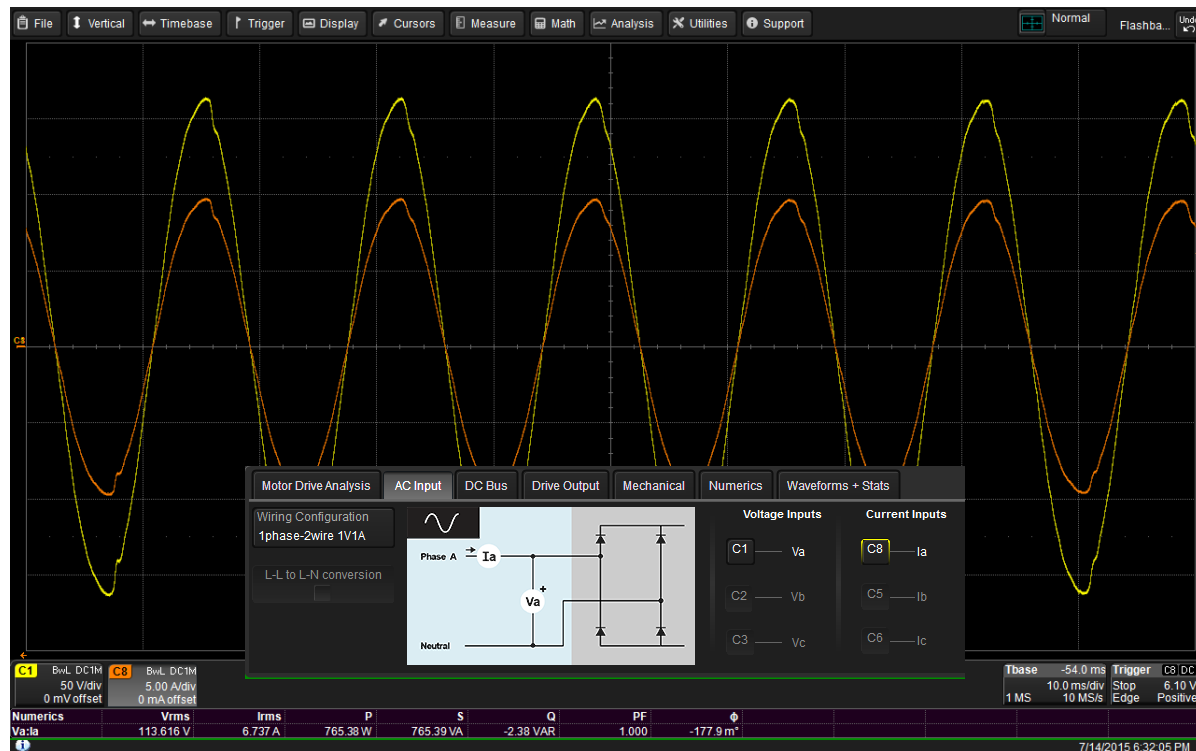 File Vertical Timebase Trigger Display Cursors Measure Math Analysis Utilities Support Normal Flashba... Undo
C8
Motor Drive Analysis AC Input DC Bus Drive Output Mechanical Numerics Waveforms + Stats
Wiring Configuration
1phase-2wire 1V1A
L-L to L-N conversion
Phase A Ia
Va +
Neutral
Voltage Inputs Current Inputs
C1 Va C8 Ia
C2 Vb C5 Ib
C3 Vc C6 Ic
C1 BwL DC1M C8 BwL DC1M
50 V/div 5.00 A/div
0 mV offset 0 mA offset
Tbase -54.0 ms Trigger C8 DC
10.0 ms/div Stop 6.10 V
1 MS 10 MS/s Edge Positive
Numerics Vrms Irms P S Q PF ϕ
Va:Ia 113.616 V 6.737 A 765.38 W 765.39 VA -2.38 VAR 1.000 -177.9 m°
7/14/2015 6:32:05 PM